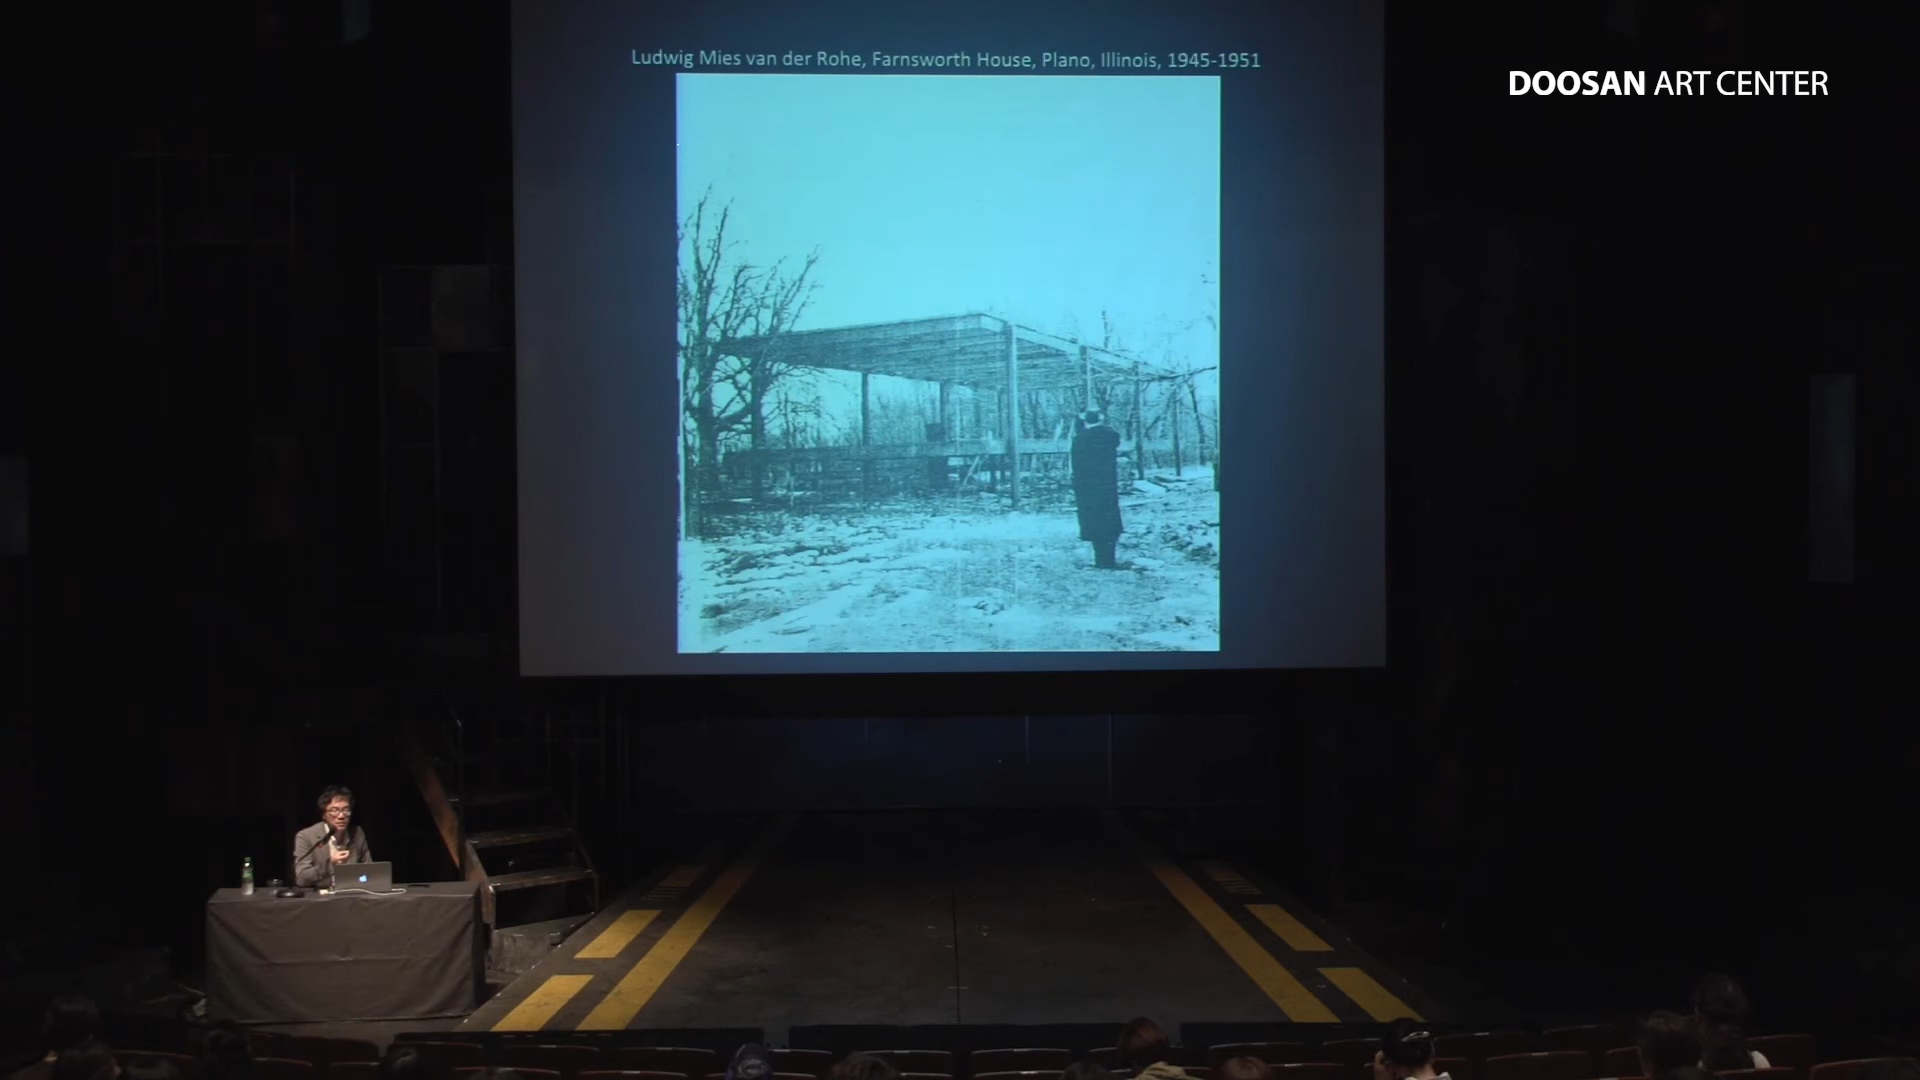 Ludwig Mies van der Rohe, Farnsworth House, Plano, Illinois, 1945-1951
DOOSAN ART CENTER